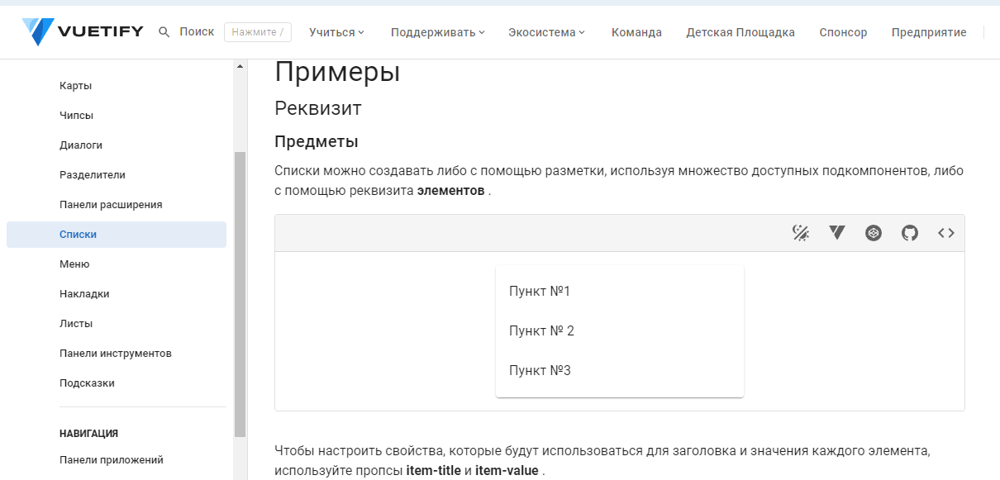 VUETIFY Поиск Нажмите / Учиться Поддерживать Экосистема Команда Детская Площадка Спонсор Предприятие
Карты
Чипсы
Диалоги
Разделители
Панели расширения
Списки
Меню
Накладки
Листы
Панели инструментов
Подсказки
НАВИГАЦИЯ
Панели приложений
Примеры
Реквизит
Предметы
Списки можно создавать либо с помощью разметки, используя множество доступных подкомпонентов, либо
с помощью реквизита элементов .
Пункт №1
Пункт № 2
Пункт №3
Чтобы настроить свойства, которые будут использоваться для заголовка и значения каждого элемента,
используйте пропсы item-title и item-value .